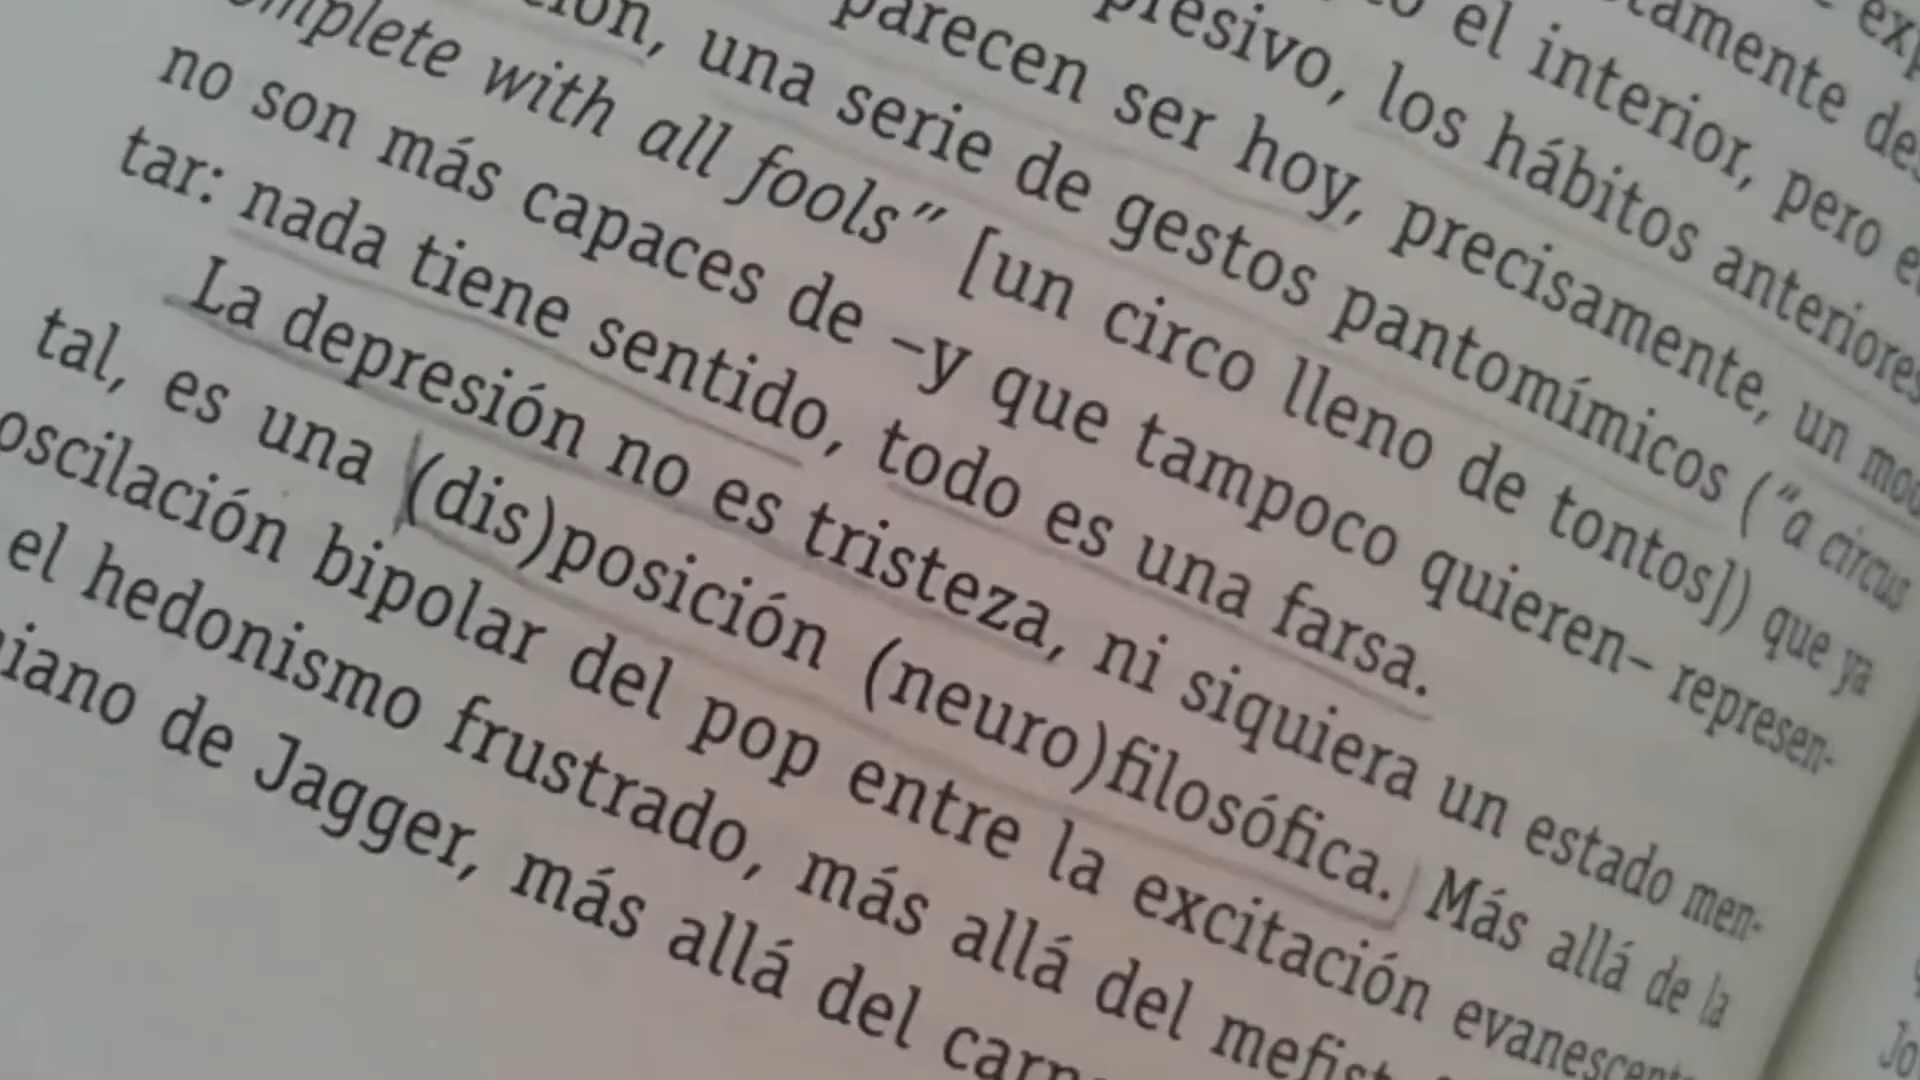 el interior, pero
los hábitos anteriores
parecen ser hoy, precisamente, un
una serie de gestos pantomímicos (“a circus
complete with all fools” [un circo lleno de tontos]) que ya
no son más capaces de –y que tampoco quieren– represen-
tar: nada tiene sentido, todo es una farsa.
La depresión no es tristeza, ni siquiera un estado men-
tal, es una (dis)posición (neuro)filosófica. Más allá de la
oscilación bipolar del pop entre la excitación
el hedonismo frustrado, más allá del
de Jagger, más allá del